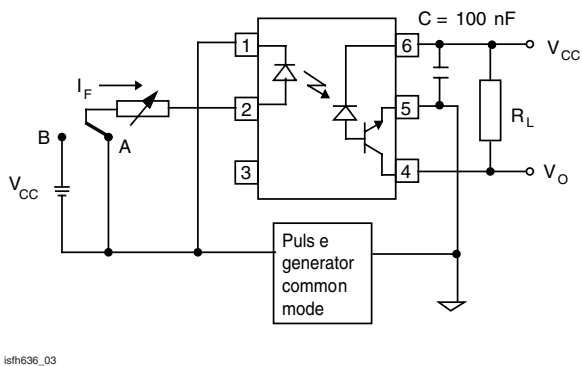 C = 100 nF
1
6
V_CC
I_F
2
5
R_L
B
A
3
4
V_O
V_CC
Puls e
generator
common
mode
isfh636_03